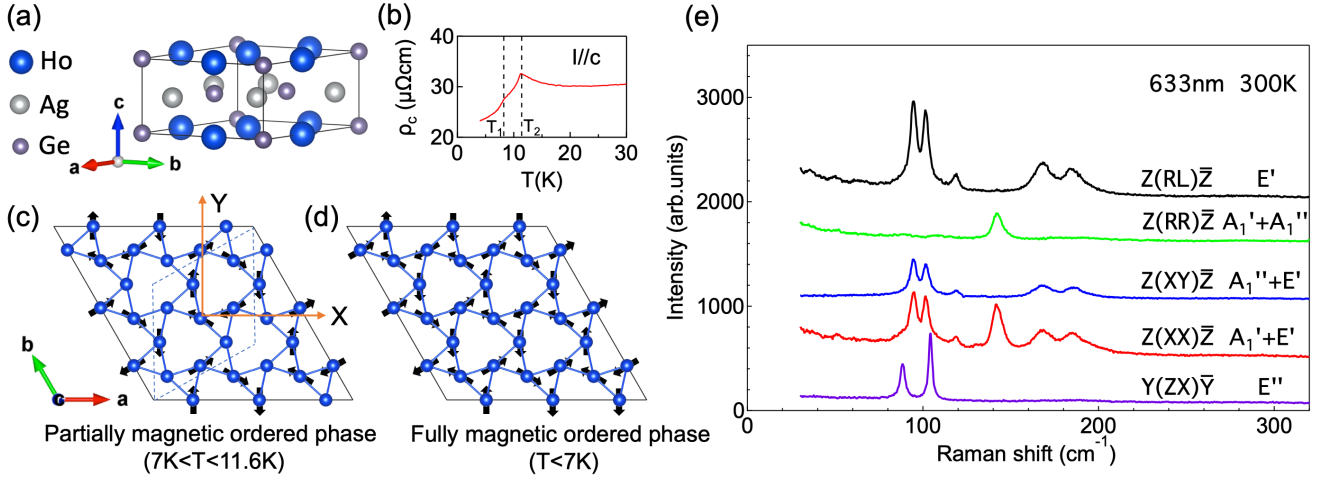 (a)
Ho
Ag
Ge
c
a
b
(b)
ρc (μΩcm)
40
30
20
I//c
T₁
T₂
0
10
20
30
T(K)
(c)
Y
X
b
c
a
Partially magnetic ordered phase
(7K<T<11.6K)
(d)
Fully magnetic ordered phase
(T<7K)
(e)
Intensity (arb.units)
3000
2000
1000
0
633nm 300K
Z(RL)Z̅ E'
Z(RR)Z̅ A₁'+A₁''
Z(XY)Z̅ A₁''+E'
Z(XX)Z̅ A₁'+E'
Y(ZX)Y̅ E''
0
100
200
300
Raman shift (cm⁻¹)